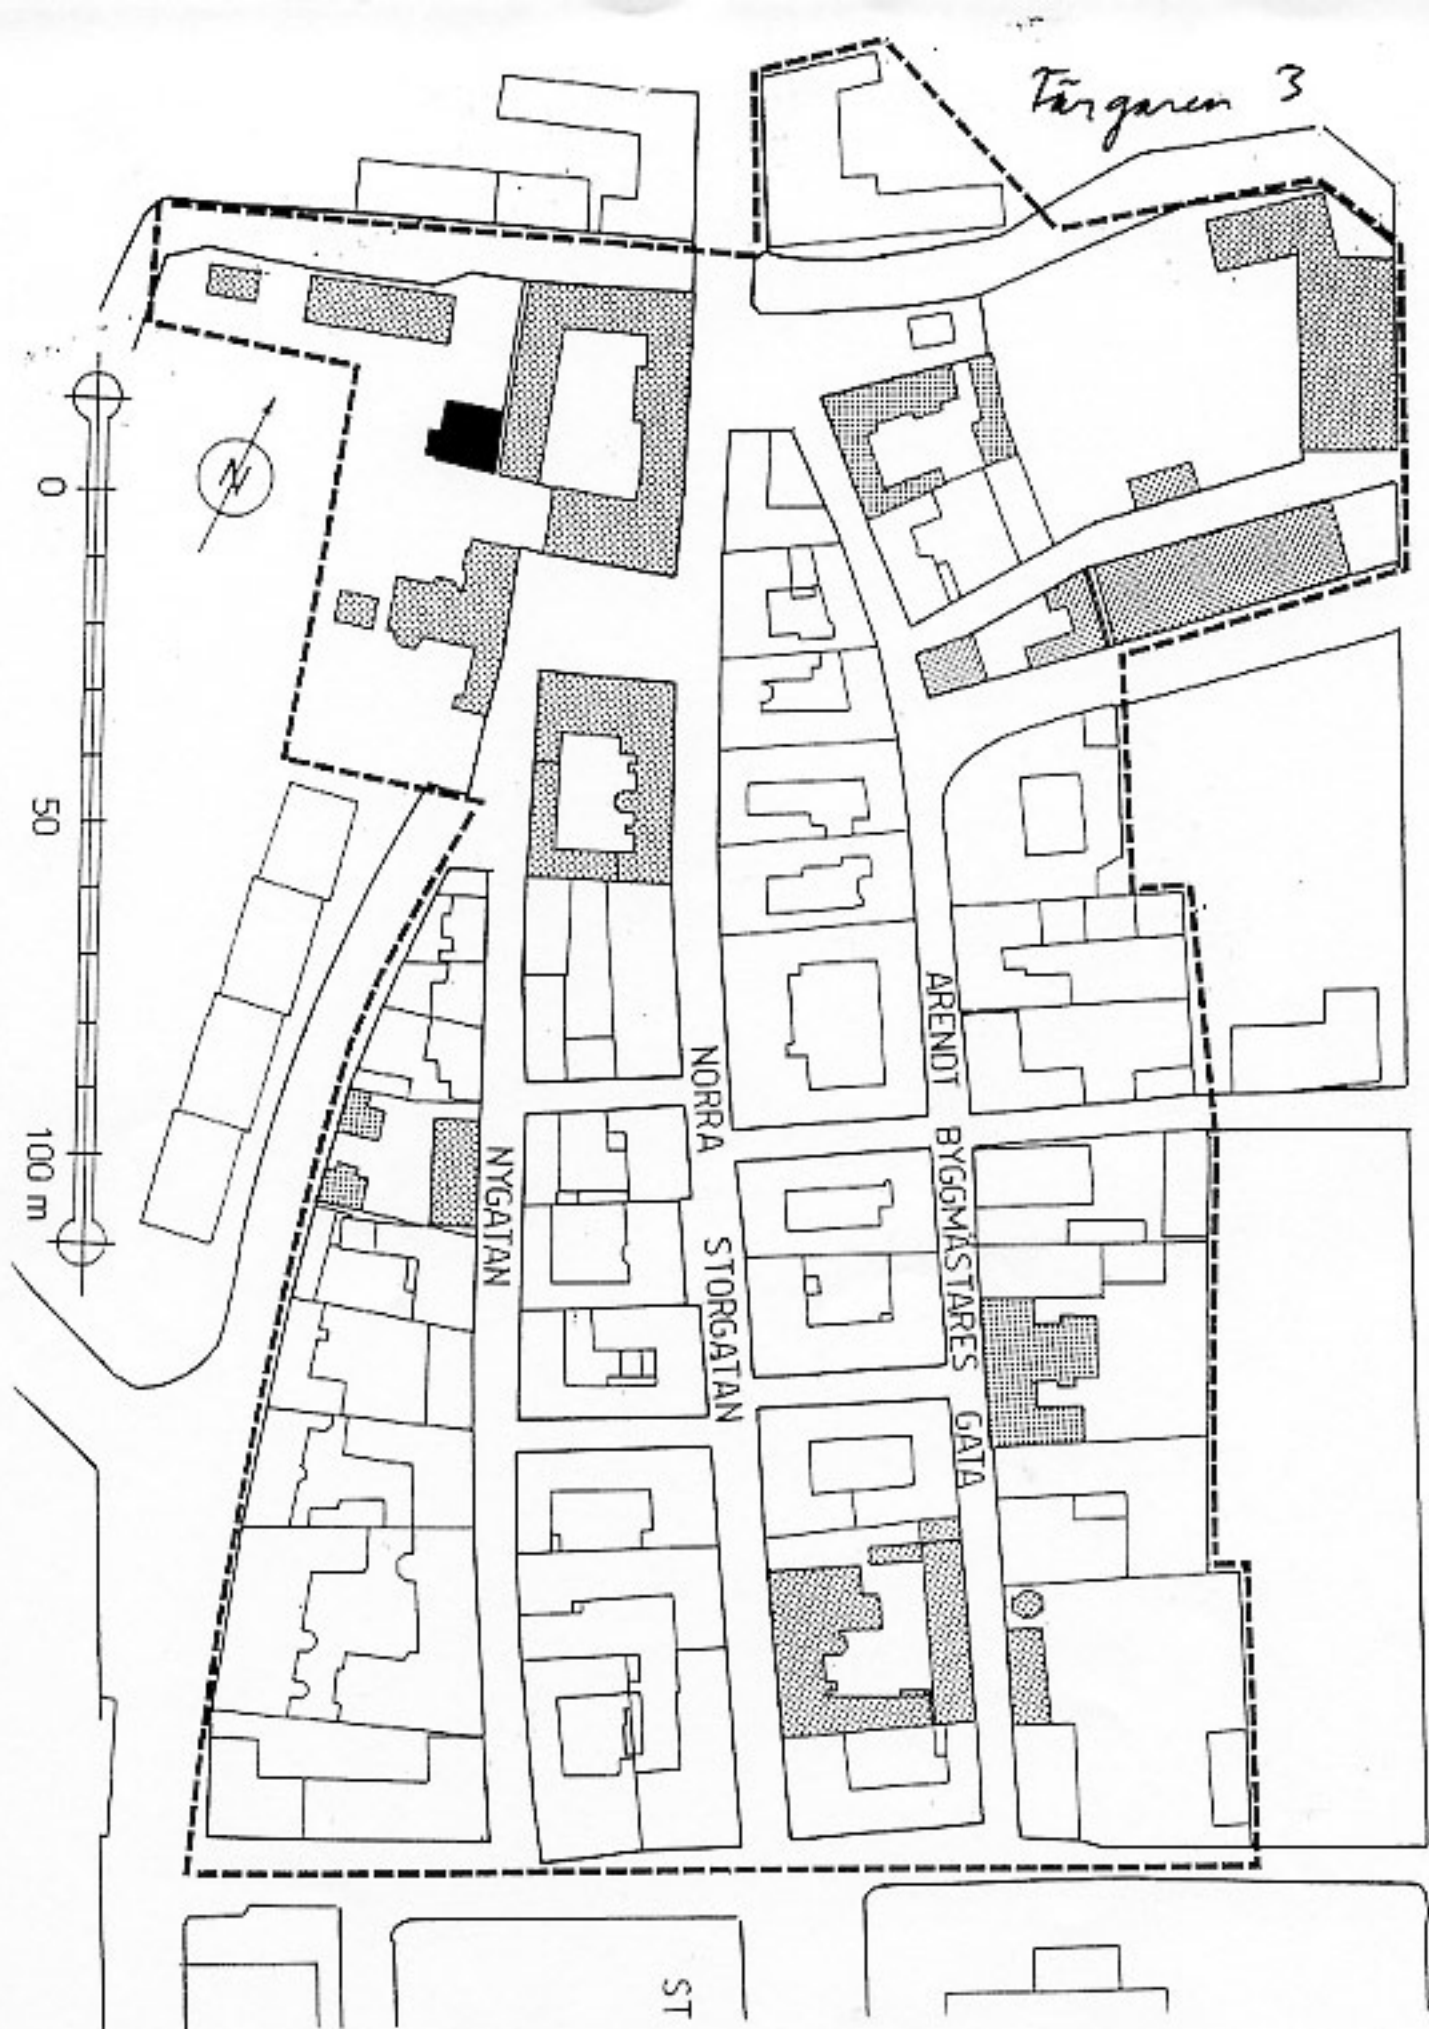 Färgaren 3
N
0
50
100 m
NYGATAN
NORRA STORGATAN
ARENDT BYGGMÄSTARES GATA
ST